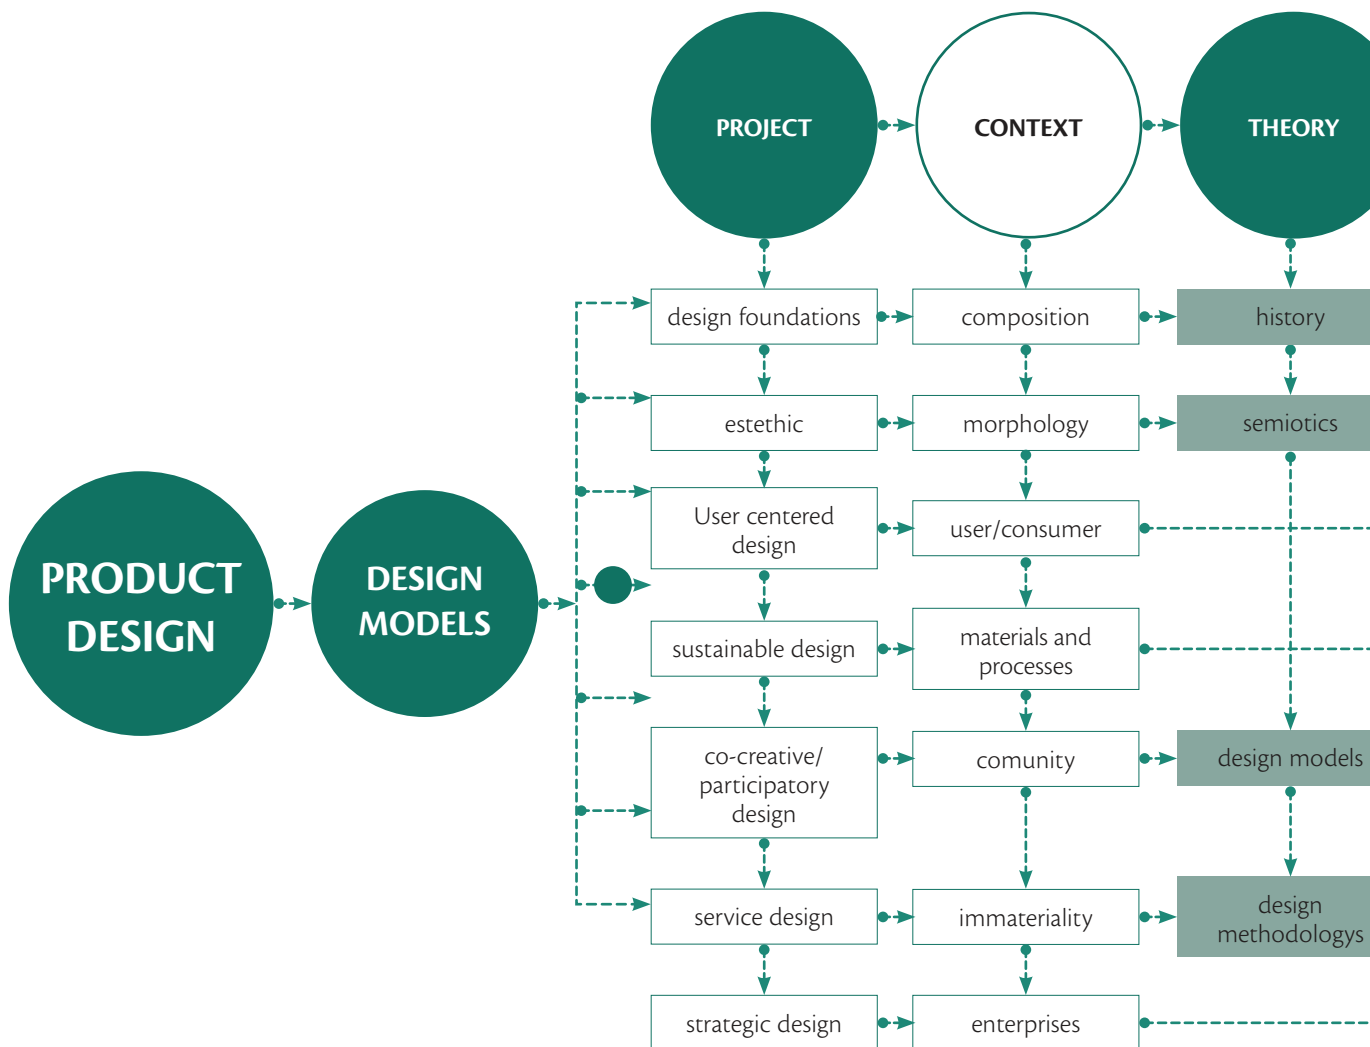 PROJECT
CONTEXT
THEORY
design foundations
composition
history
estethic
morphology
semiotics
User centered
design
user/consumer
PRODUCT
DESIGN
DESIGN
MODELS
sustainable design
materials and
processes
co-creative/
participatory
design
comunity
design models
service design
immateriality
design
methodologys
strategic design
enterprises